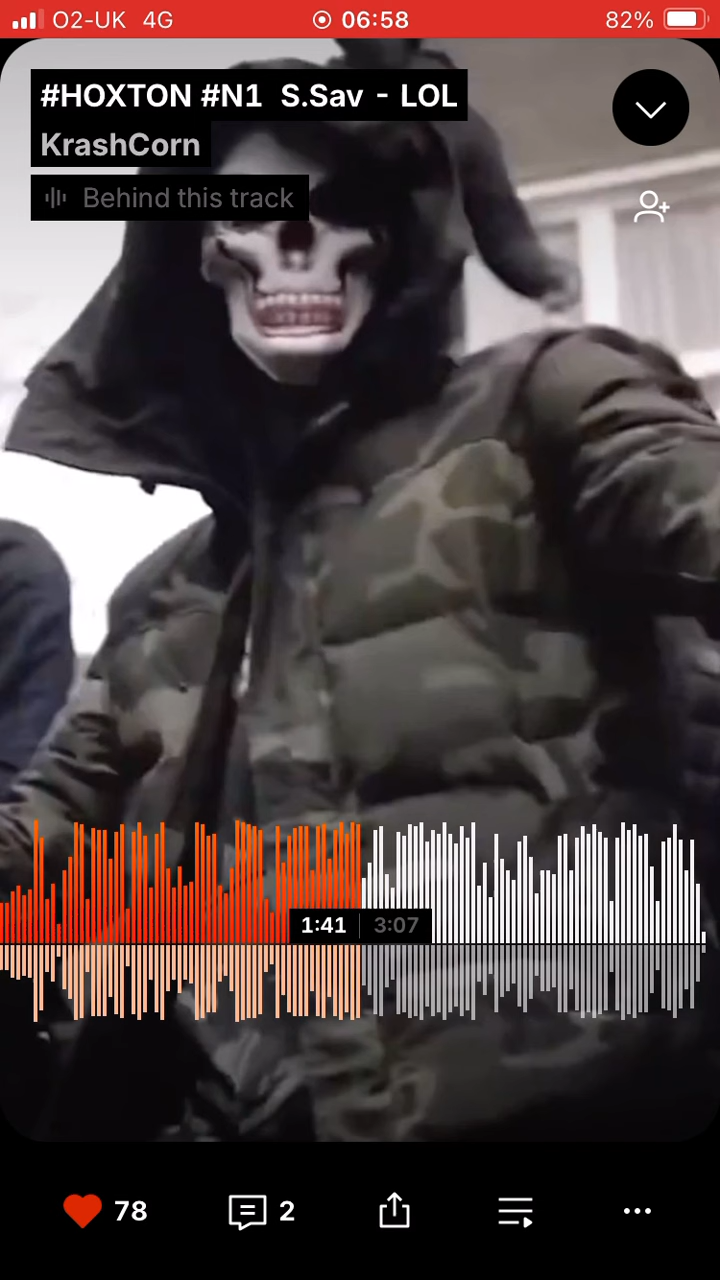 O2-UK 4G 06:58 82%
#HOXTON #N1 S.Sav - LOL
KrashCorn
Behind this track
1:41 3:07
78 2